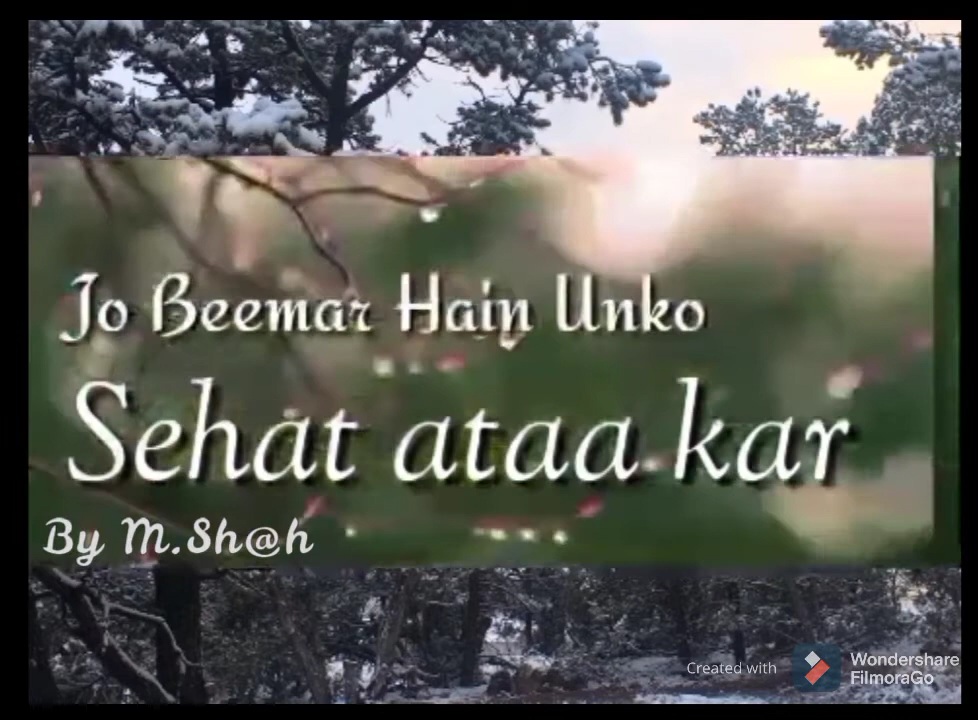 Jo Beemar Hain Unko
Sehat ataa kar
By M.Sh@h
Created with
Wondershare
FilmoraGo